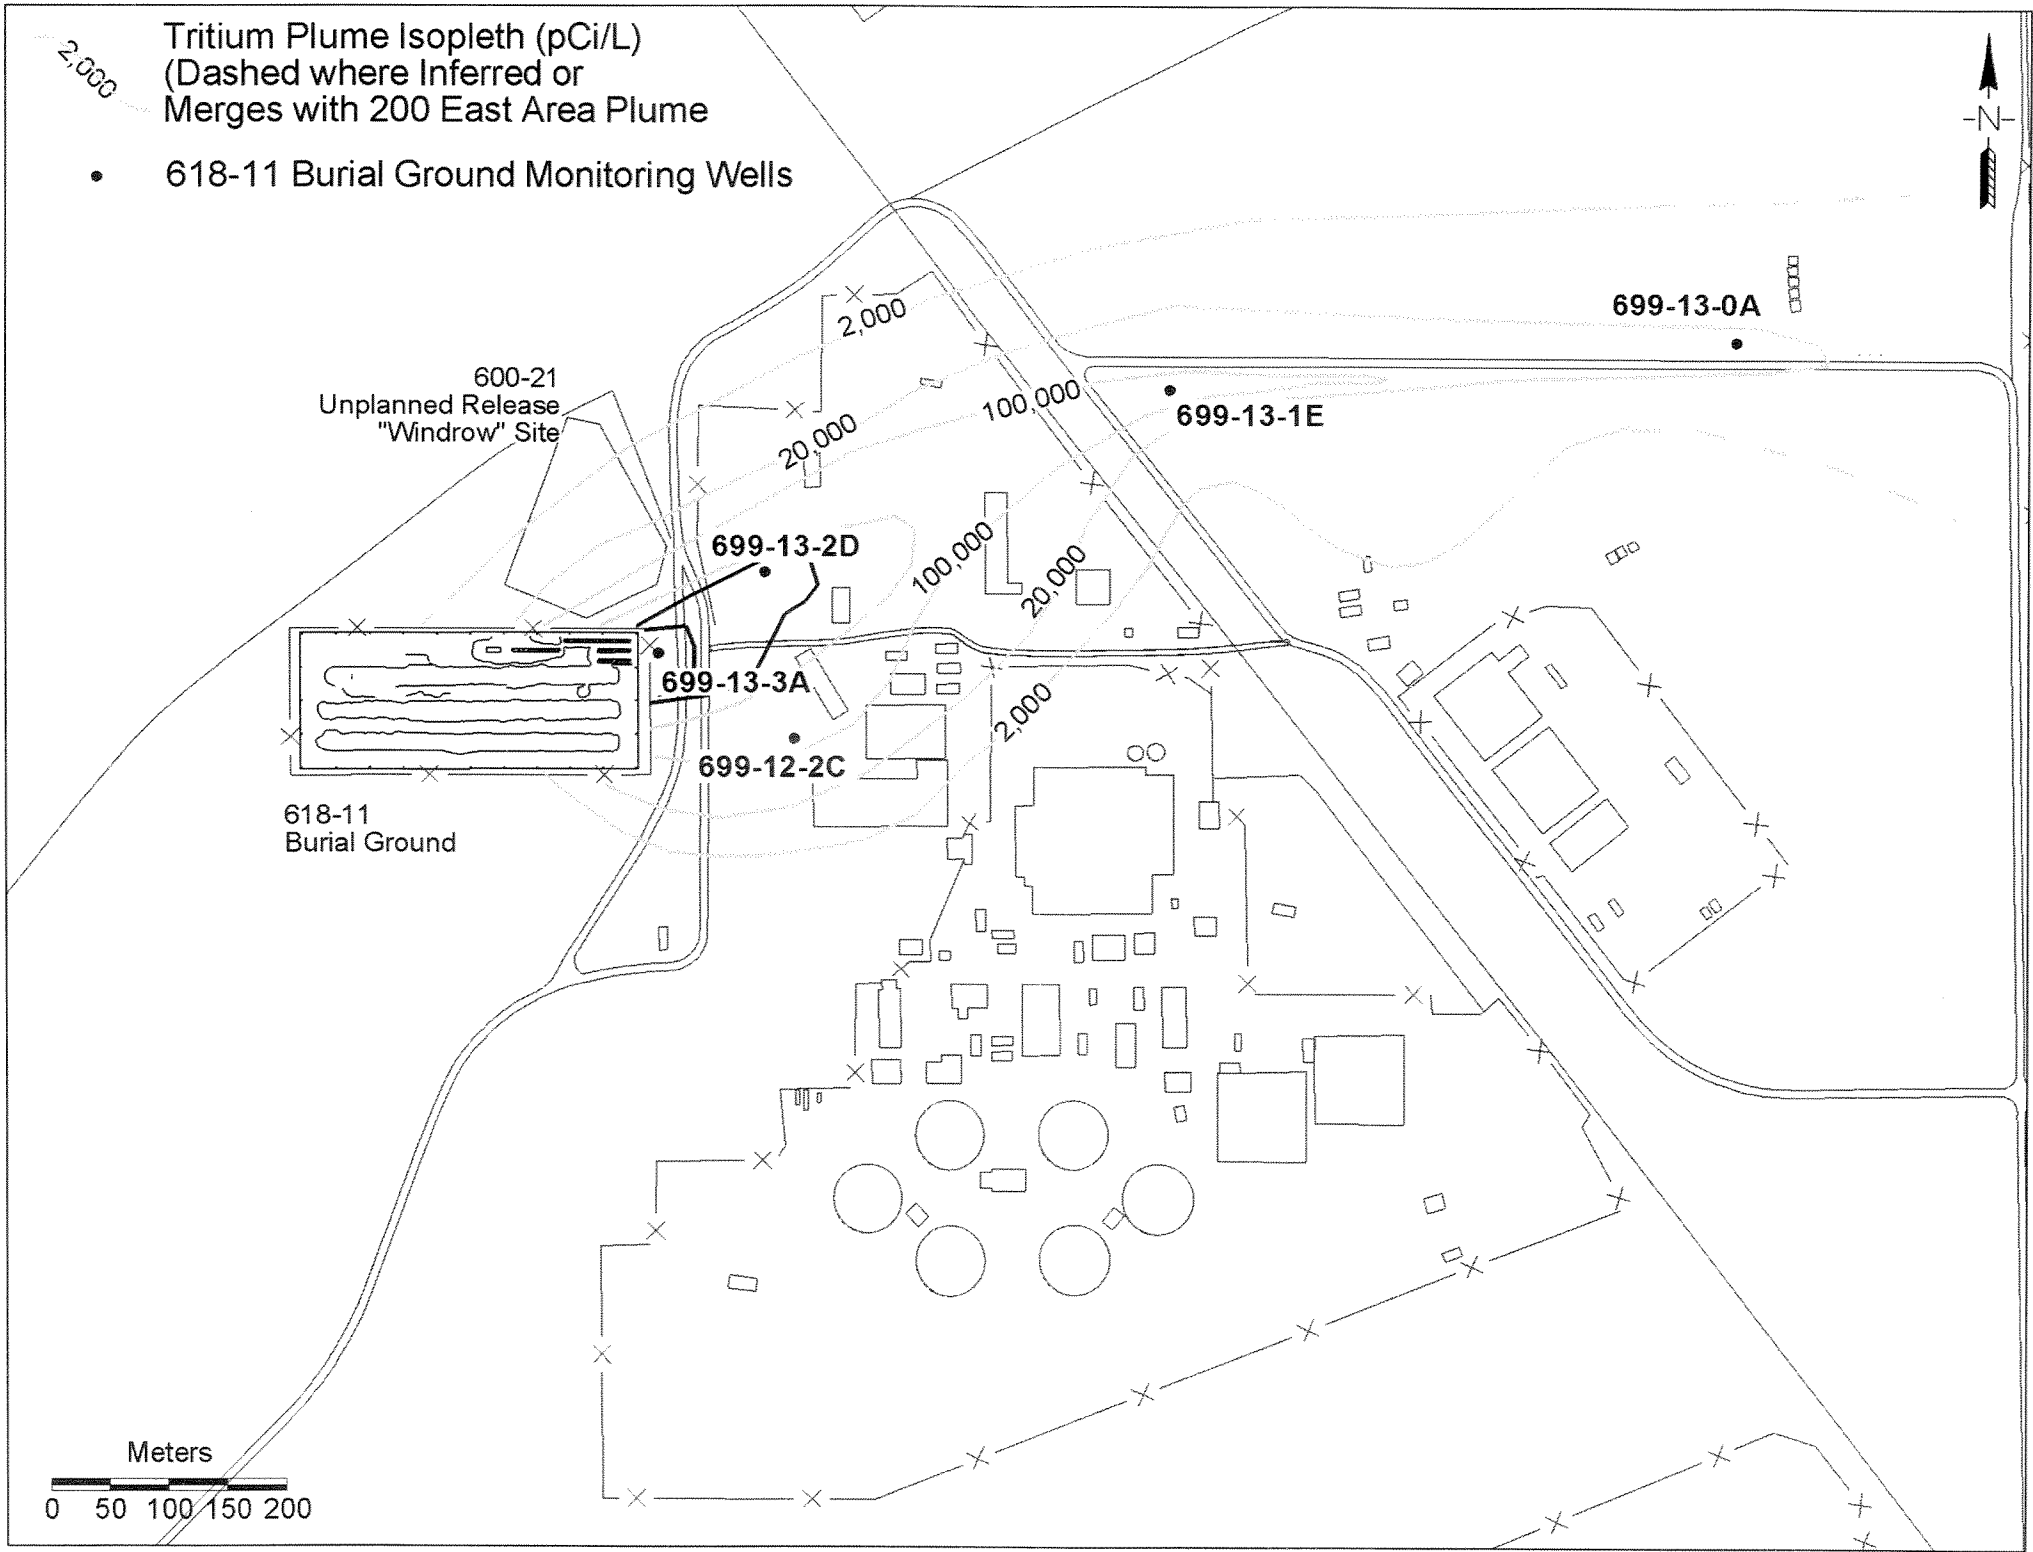 2,000
Tritium Plume Isopleth (pCi/L)
(Dashed where Inferred or
Merges with 200 East Area Plume
618-11 Burial Ground Monitoring Wells
-N-
699-13-0A
2,000
600-21
Unplanned Release
"Windrow" Site
100,000
699-13-1E
20,000
699-13-2D
100,000
20,000
699-13-3A
2,000
699-12-2C
618-11
Burial Ground
Meters
0 50 100 150 200